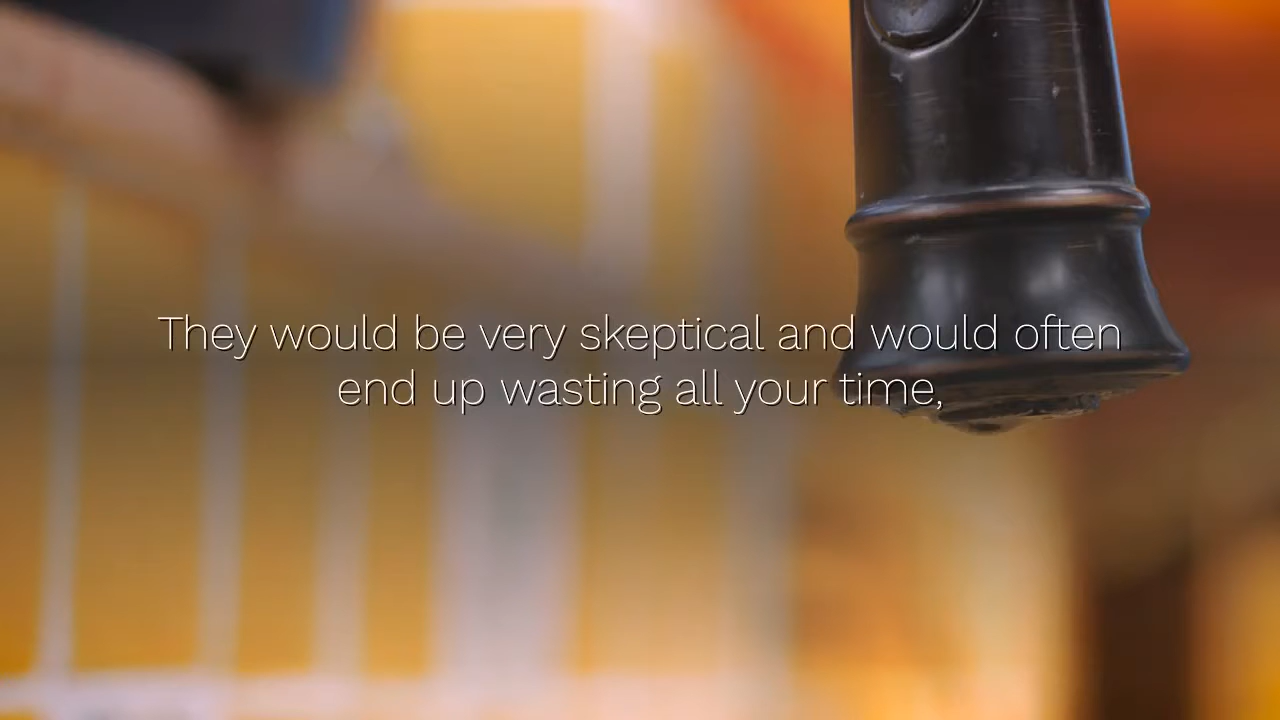 They would be very skeptical and would often
end up wasting all your time,